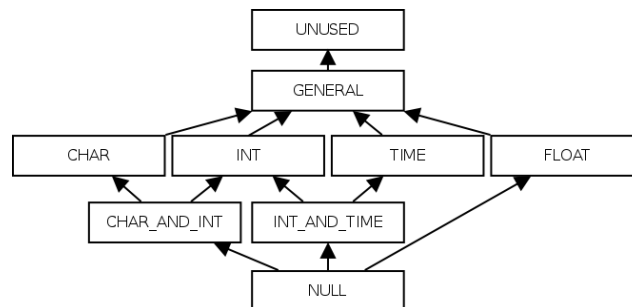 UNUSED
GENERAL
CHAR
INT
TIME
FLOAT
CHAR_AND_INT
INT_AND_TIME
NULL